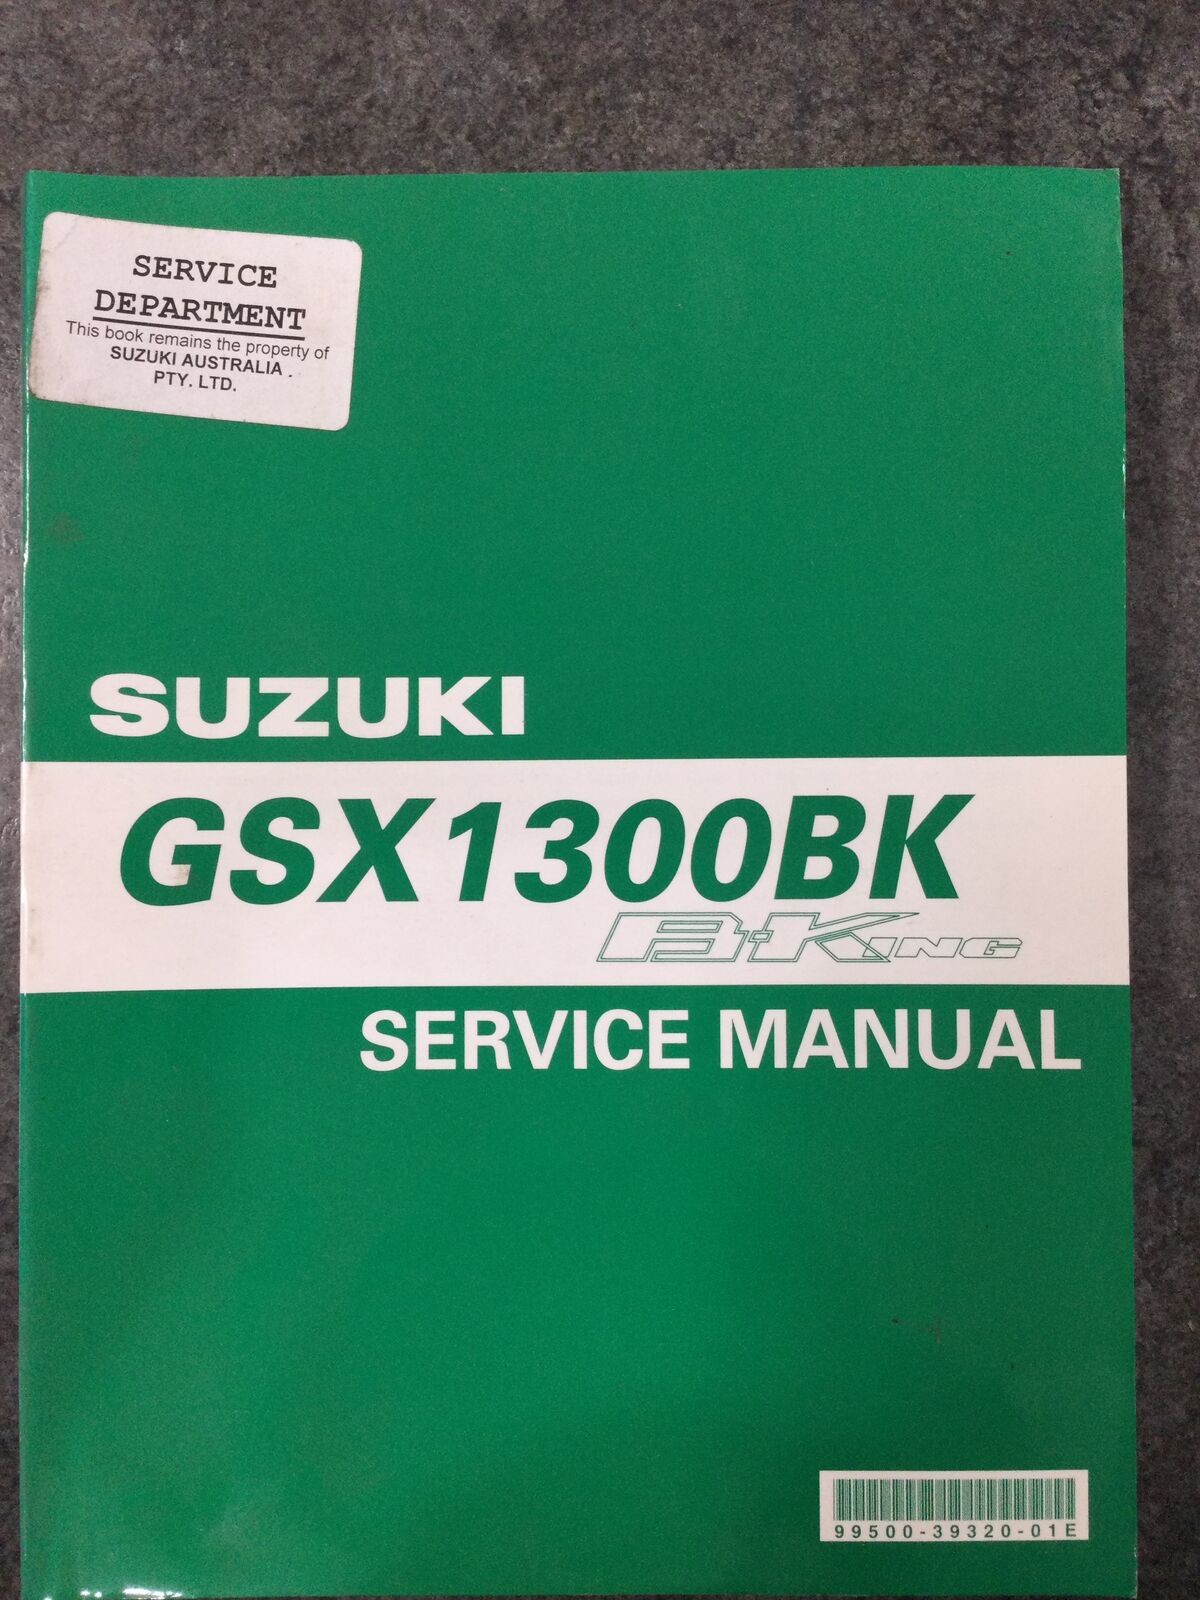 SERVICE
DEPARTMENT
This book remains the property of
SUZUKI AUSTRALIA .
PTY. LTD.
SUZUKI
GSX1300BK
B-KING
SERVICE MANUAL
99500-39320-01E